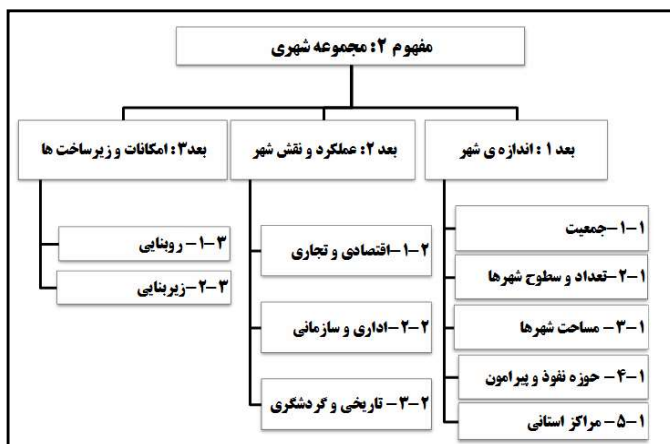 مفهوم ۲: مجموعه شهری
بعد ۱: اندازه ی شهر
۱-۱-جمعیت
۱-۲-تعداد و سطوح شهرها
۱-۳- مساحت شهرها
۱-۴- حوزه نفوذ و پیرامون
۱-۵- مراکز استانی
بعد ۲: عملکرد و نقش شهر
۲-۱-اقتصادی و تجاری
۲-۲-اداری و سازمانی
۲-۳- تاریخی و گردشگری
بعد۳: امکانات و زیرساخت ها
۳-۱- روبنایی
۳-۲-زیربنایی